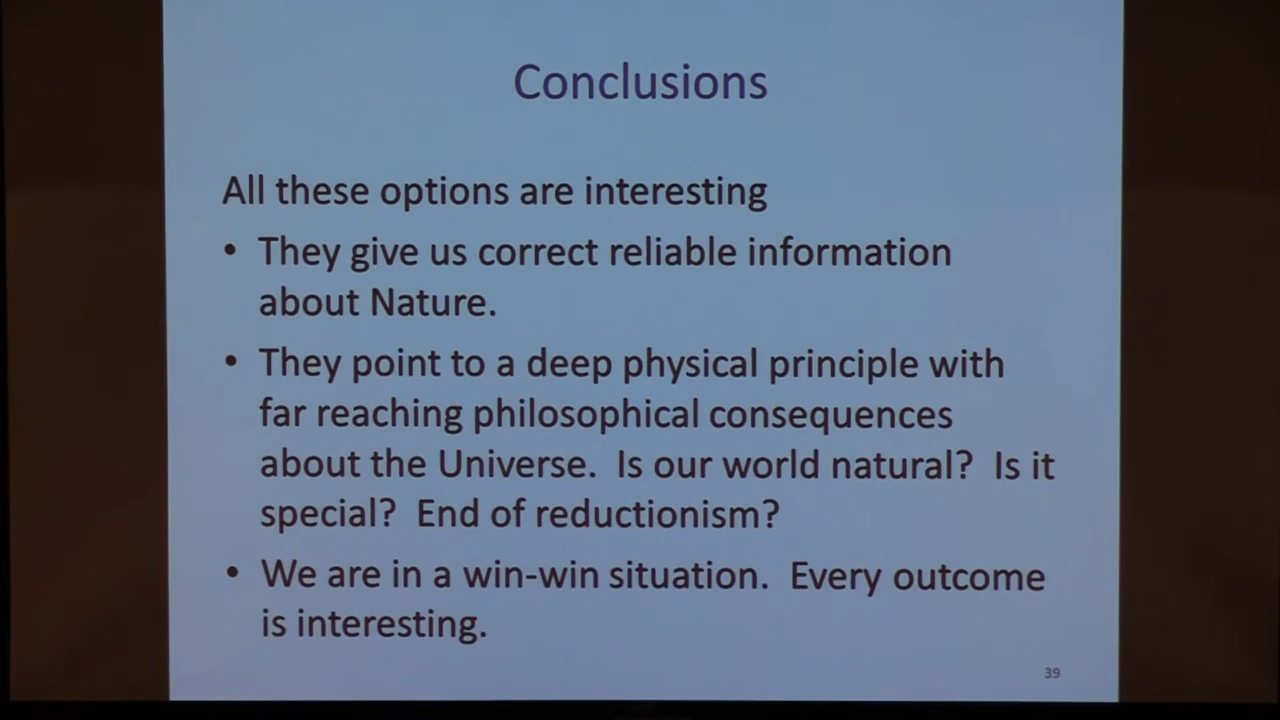 Conclusions
All these options are interesting
• They give us correct reliable information
about Nature.
• They point to a deep physical principle with
far reaching philosophical consequences
about the Universe.  Is our world natural?  Is it
special?  End of reductionism?
• We are in a win-win situation.  Every outcome
is interesting.
39